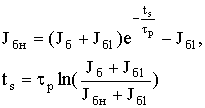 J_бн = (J_б + J_б1)e^(-t_s/τ_p) − J_б1,
t_s = τ_p ln((J_б + J_б1)/(J_бн + J_б1))